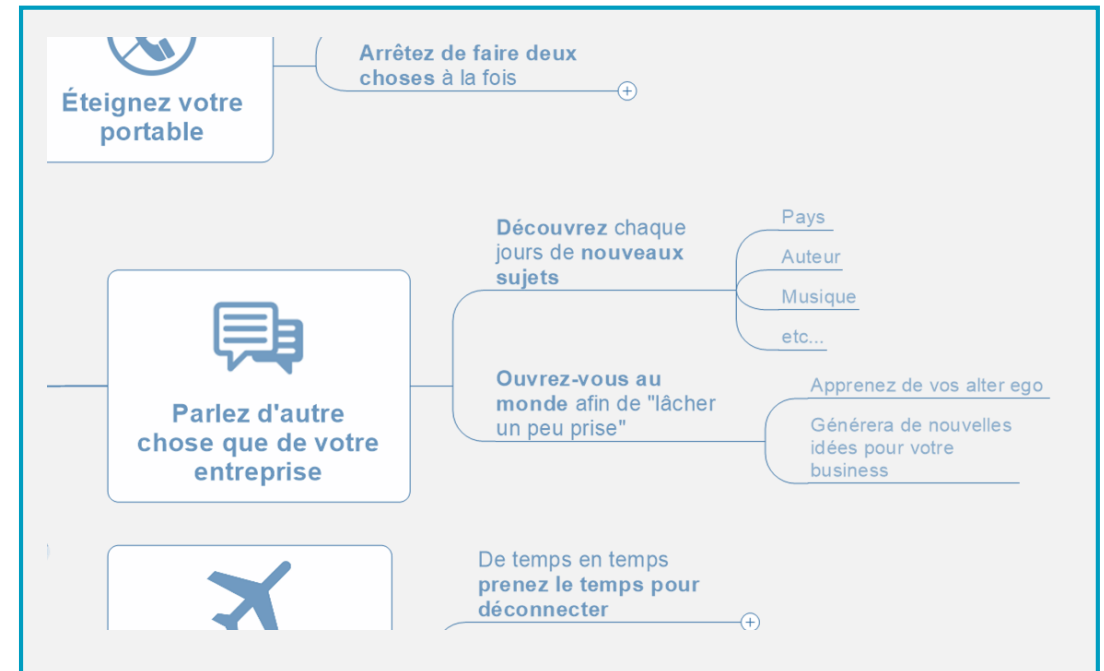 Arrêtez de faire deux
choses à la fois
Éteignez votre
portable
Découvrez chaque
jours de nouveaux
sujets
Pays
Auteur
Musique
etc...
Parlez d'autre
chose que de votre
entreprise
Ouvrez-vous au
monde afin de "lâcher
un peu prise"
Apprenez de vos alter ego
Générera de nouvelles
idées pour votre
business
De temps en temps
prenez le temps pour
déconnecter